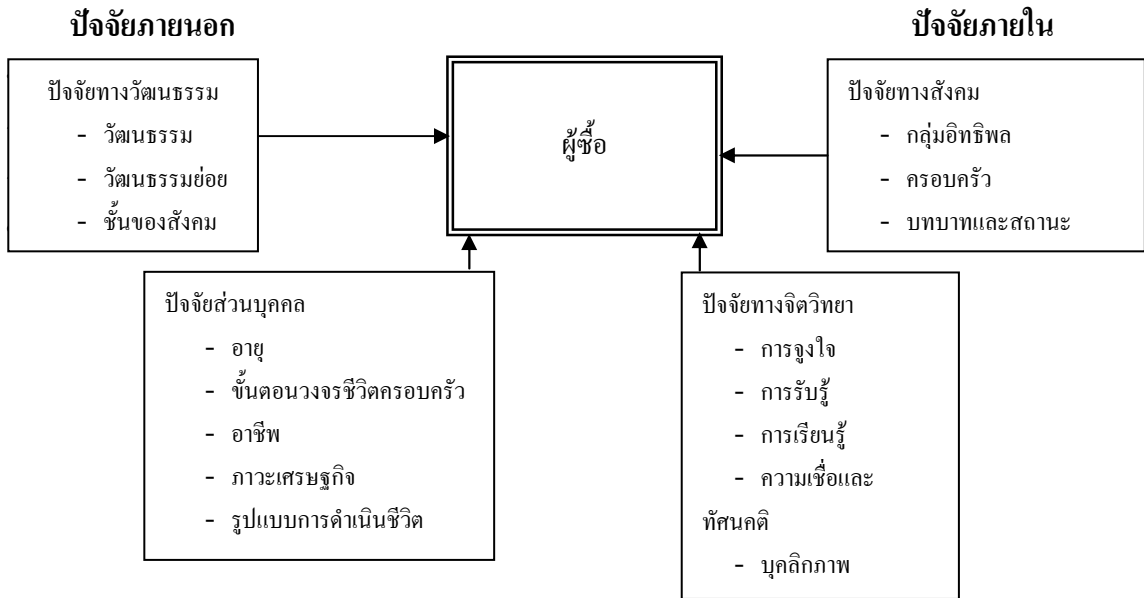 ปัจจัยภายนอก
ปัจจัยภายใน
ปัจจัยทางวัฒนธรรม
- วัฒนธรรม
- วัฒนธรรมย่อย
- ชั้นของสังคม
ผู้ซื้อ
ปัจจัยทางสังคม
- กลุ่มอิทธิพล
- ครอบครัว
- บทบาทและสถานะ
ปัจจัยส่วนบุคคล
- อายุ
- ขั้นตอนวงจรชีวิตครอบครัว
- อาชีพ
- ภาวะเศรษฐกิจ
- รูปแบบการดำเนินชีวิต
ปัจจัยทางจิตวิทยา
- การจูงใจ
- การรับรู้
- การเรียนรู้
- ความเชื่อและ
ทัศนคติ
- บุคลิกภาพ